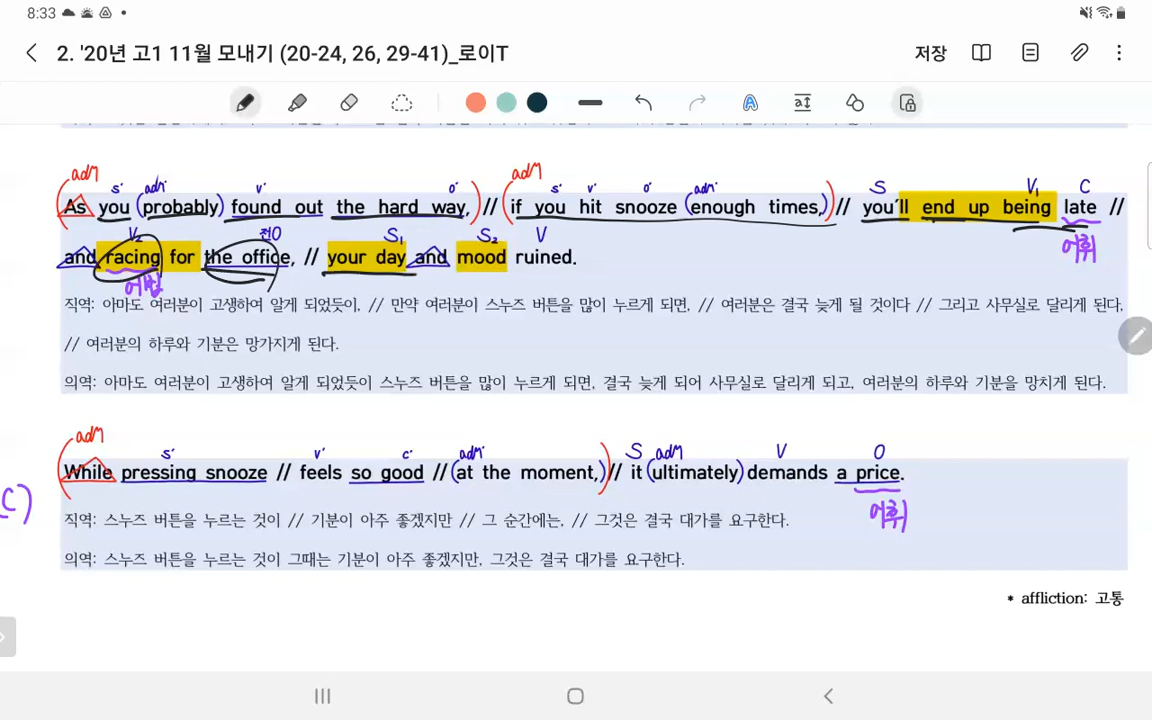 8:33
2. '20년 고1 11월 모내기 (20-24, 26, 29-41)_로이T
저장
adM adM
s' adm' v' o' s' v' o' adm' S V₁ C
As you (probably) found out the hard way, // if you hit snooze (enough times,) // you'll end up being late //
V₂ 전O S₁ S₂ V 어휘
and facing for the office, // your day and mood ruined.
어법
직역: 아마도 여러분이 고생하여 알게 되었듯이, // 만약 여러분이 스누즈 버튼을 많이 누르게 되면, // 여러분은 결국 늦게 될 것이다 // 그리고 사무실로 달리게 된다,
// 여러분의 하루와 기분은 망가지게 된다.
의역: 아마도 여러분이 고생하여 알게 되었듯이 스누즈 버튼을 많이 누르게 되면, 결국 늦게 되어 사무실로 달리게 되고, 여러분의 하루와 기분을 망치게 된다.
adM
s' v' c' adm' S adM V O
While pressing snooze // feels so good // (at the moment,) // it (ultimately) demands a price.
C)
직역: 스누즈 버튼을 누르는 것이 // 기분이 아주 좋겠지만 // 그 순간에는, // 그것은 결국 대가를 요구한다.
어휘
의역: 스누즈 버튼을 누르는 것이 그때는 기분이 아주 좋겠지만, 그것은 결국 대가를 요구한다.
* affliction: 고통